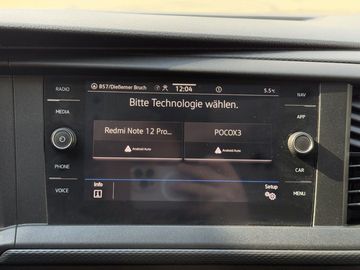 RADIO
B57/Dießemer Bruch
12:04
5.5°C
NAV
Bitte Technologie wählen.
MEDIA
APP
Redmi Note 12 Pro...
POCOX3
Android Auto
Android Auto
PHONE
CAR
VOICE
Info
Setup
MENU